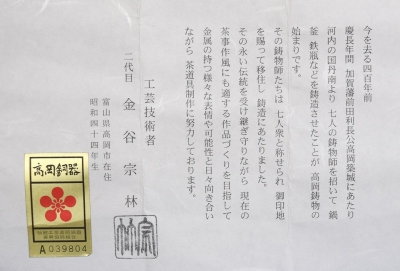 今を去る四百年前
慶長年間 加賀藩前田利長公高岡築城にあたり
河内の国丹南より 七人の鋳物師を招いて 鍋
釜 鉄瓶などを鋳造させたことが 高岡鋳物の
始まりです。
その鋳物師たちは 七人衆と称せられ 御印地
を賜って移住し 鋳造にあたりました。
その永い伝統を受け継ぎ守りながら 現在の
茶事作風にも適する作品づくりを目指して
金属の持つ様々な表情や可能性と日々向き合い
ながら 茶道具制作に努力しております。
工芸技術者
二代目 金谷宗林
富山県高岡市在住
昭和四十四年生
宗林
高岡銅器
A 039804